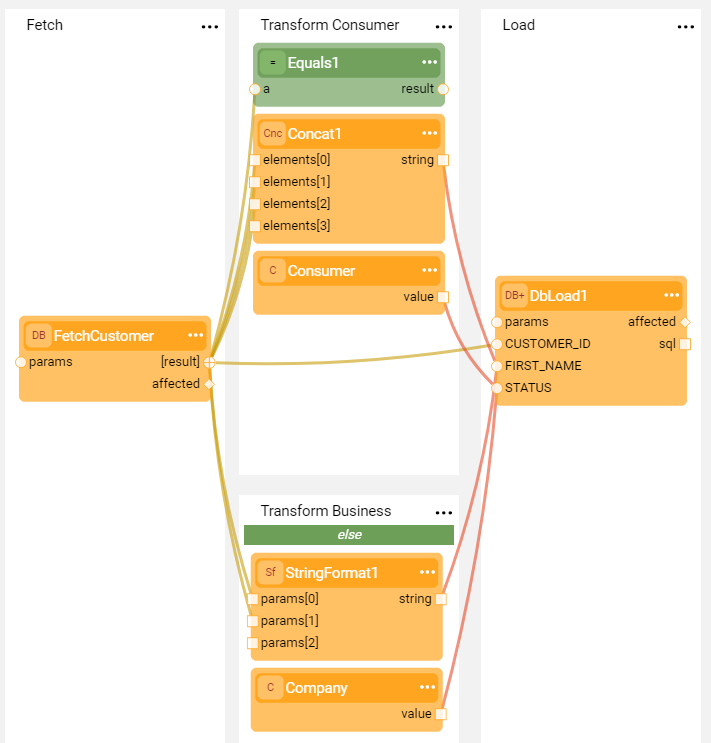 Fetch
DB FetchCustomer
params [result]
affected
Transform Consumer
= Equals1
a result
Cnc Concat1
elements[0] string
elements[1]
elements[2]
elements[3]
C Consumer
value
Transform Business
else
Sf StringFormat1
params[0] string
params[1]
params[2]
C Company
value
Load
DB+ DbLoad1
params affected
CUSTOMER_ID sql
FIRST_NAME
STATUS